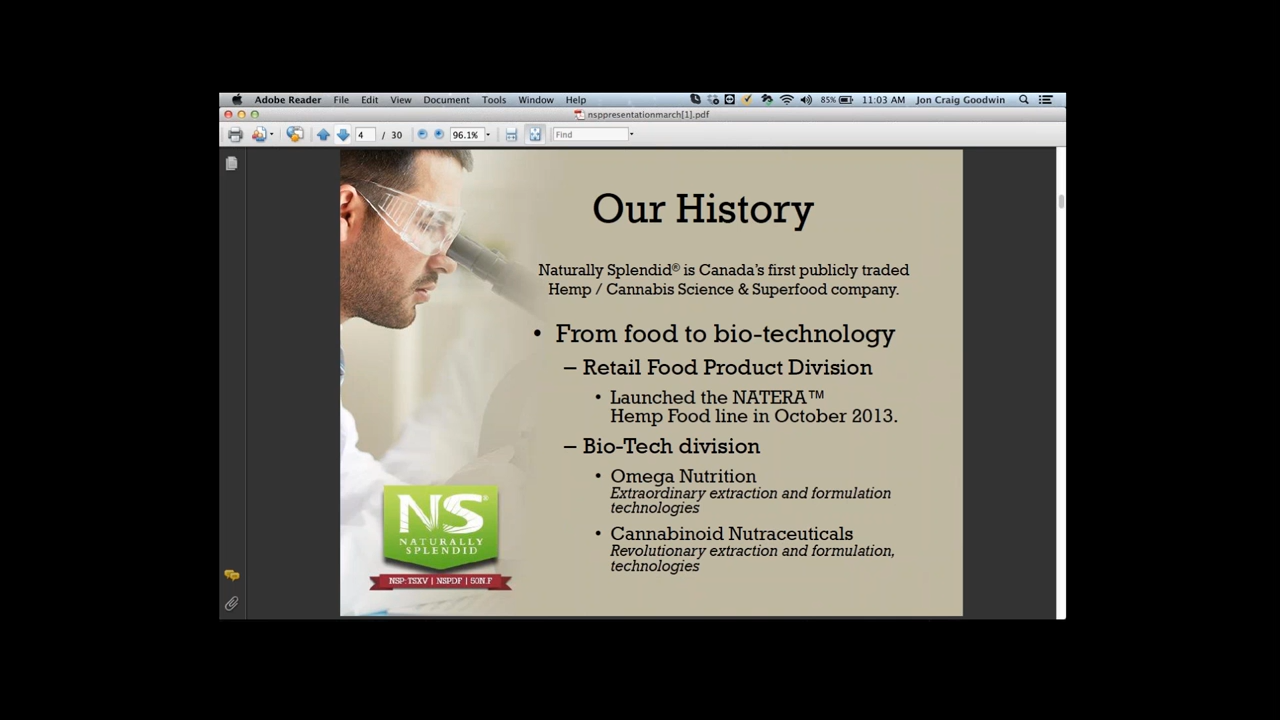 Adobe Reader File Edit View Document Tools Window Help 85% 11:03 AM Jon Craig Goodwin
nsppresentationmarch[1].pdf
4 / 30 96.1% Find
Our History
Naturally Splendid® is Canada's first publicly traded
Hemp / Cannabis Science & Superfood company.
• From food to bio-technology
– Retail Food Product Division
• Launched the NATERA™
Hemp Food line in October 2013.
– Bio-Tech division
• Omega Nutrition
Extraordinary extraction and formulation
technologies
• Cannabinoid Nutraceuticals
Revolutionary extraction and formulation,
technologies
NS®
NATURALLY
SPLENDID
NSP: TSXV | NSPDF | 50N.F